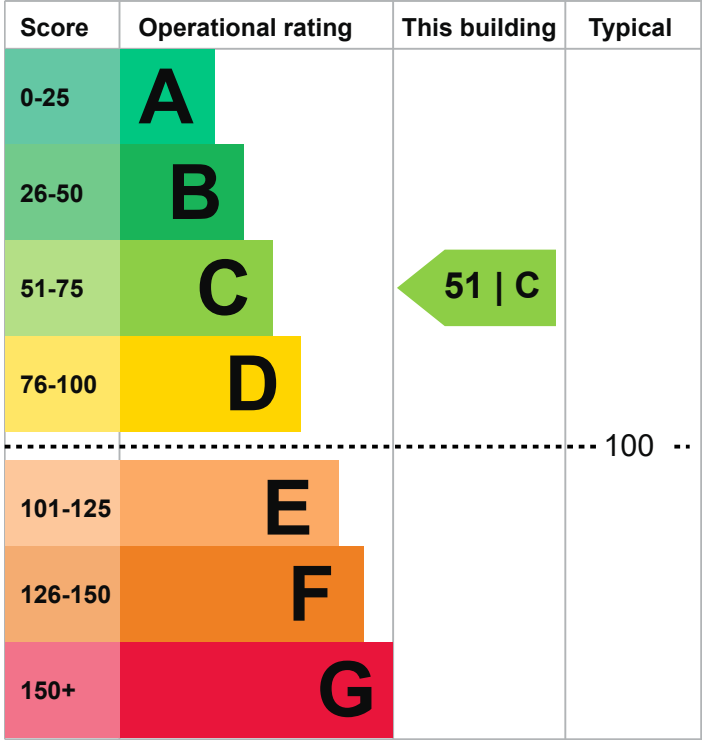 Score Operational rating This building Typical
0-25 A
26-50 B
51-75 C 51 | C
76-100 D
100
101-125 E
126-150 F
150+ G